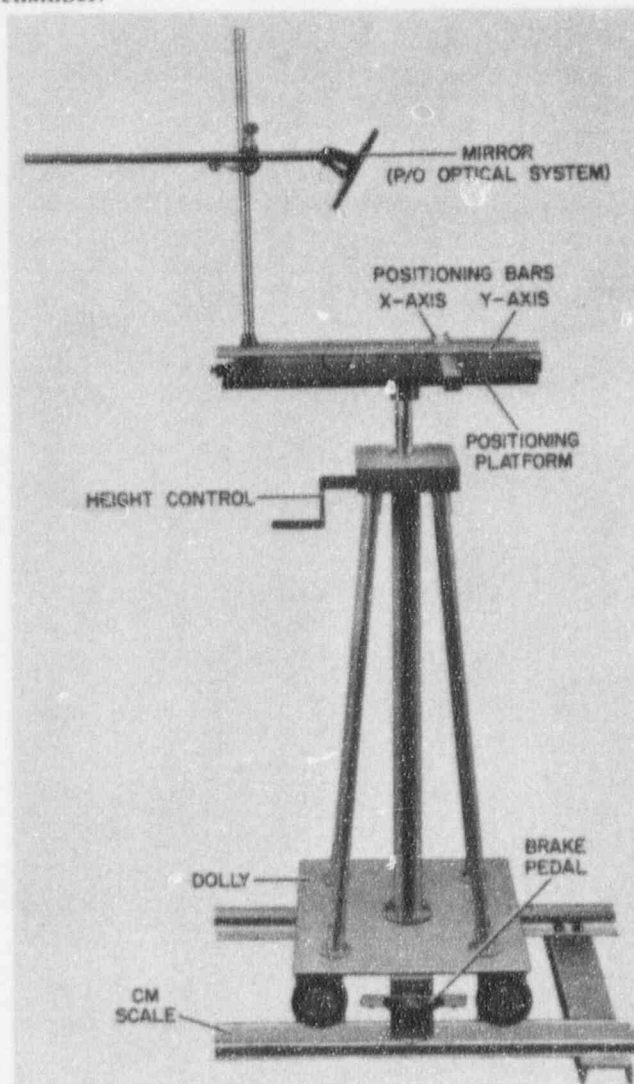 MIRROR
(P/O OPTICAL SYSTEM)
POSITIONING BARS
X-AXIS Y-AXIS
POSITIONING
PLATFORM
HEIGHT CONTROL
BRAKE
PEDAL
DOLLY
CM
SCALE